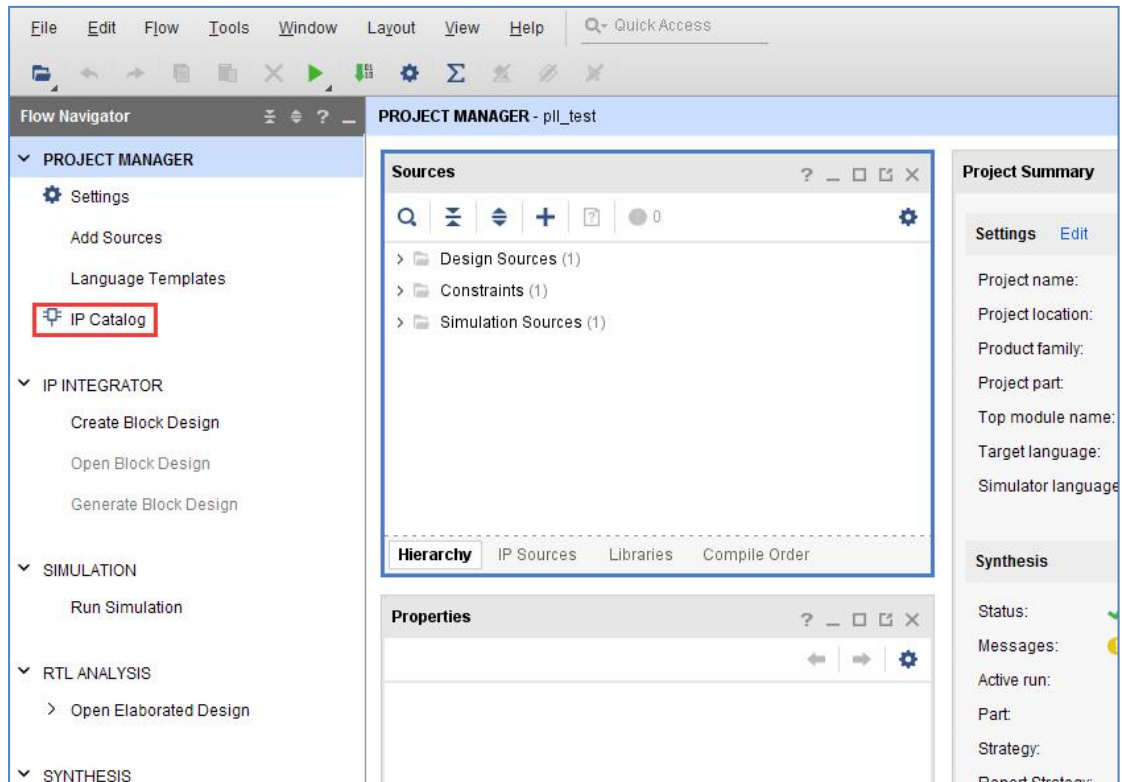 File Edit Flow Tools Window Layout View Help Quick Access
Flow Navigator
PROJECT MANAGER
Settings
Add Sources
Language Templates
IP Catalog
IP INTEGRATOR
Create Block Design
Open Block Design
Generate Block Design
SIMULATION
Run Simulation
RTL ANALYSIS
Open Elaborated Design
SYNTHESIS
PROJECT MANAGER - pll_test
Sources
0
Design Sources (1)
Constraints (1)
Simulation Sources (1)
Hierarchy IP Sources Libraries Compile Order
Properties
Project Summary
Settings Edit
Project name:
Project location:
Product family:
Project part:
Top module name:
Target language:
Simulator language
Synthesis
Status:
Messages:
Active run:
Part:
Strategy:
Report Strategy: